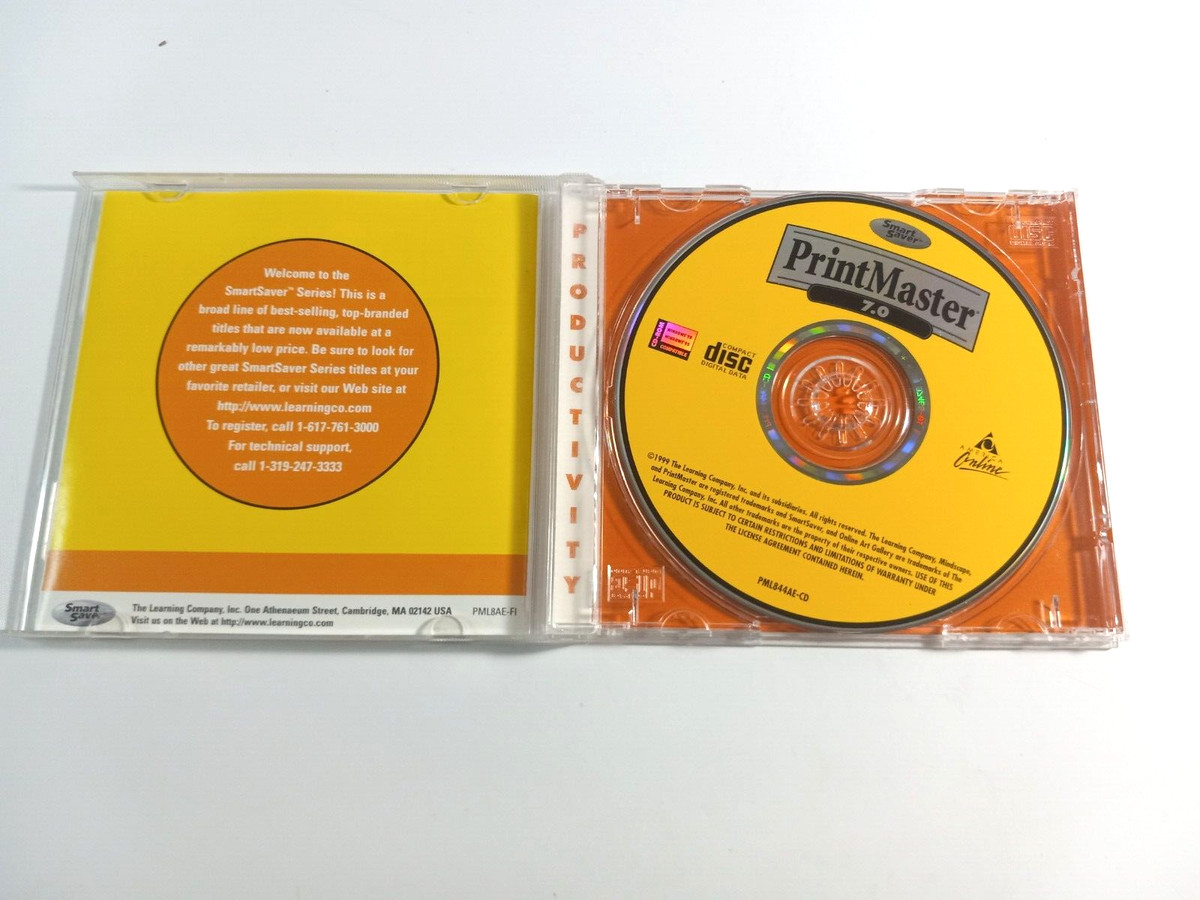 Welcome to the
SmartSaver™ Series! This is a
broad line of best-selling, top-branded
titles that are now available at a
remarkably low price. Be sure to look for
other great SmartSaver Series titles at your
favorite retailer, or visit our Web site at
http://www.learningco.com
To register, call 1-617-761-3000
For technical support,
call 1-319-247-3333
Smart
Saver
The Learning Company, Inc. One Athenaeum Street, Cambridge, MA 02142 USA PML8AE-FI
Visit us on the Web at http://www.learningco.com
PRODUCTIVITY
Smart
Saver™
PrintMaster™
7.0
CD-ROM
COMPATIBLE
COMPACT
disc
DIGITAL DATA
Online
©1999 The Learning Company, Inc. and its subsidiaries. All rights reserved. The Learning Company, Mindscape,
and PrintMaster are registered trademarks and SmartSaver, and Online Art Gallery are trademarks of The
Learning Company, Inc. All other trademarks are the property of their respective owners. USE OF THIS
PRODUCT IS SUBJECT TO CERTAIN RESTRICTIONS AND LIMITATIONS OF WARRANTY UNDER
THE LICENSE AGREEMENT CONTAINED HEREIN.
PML844AE-CD